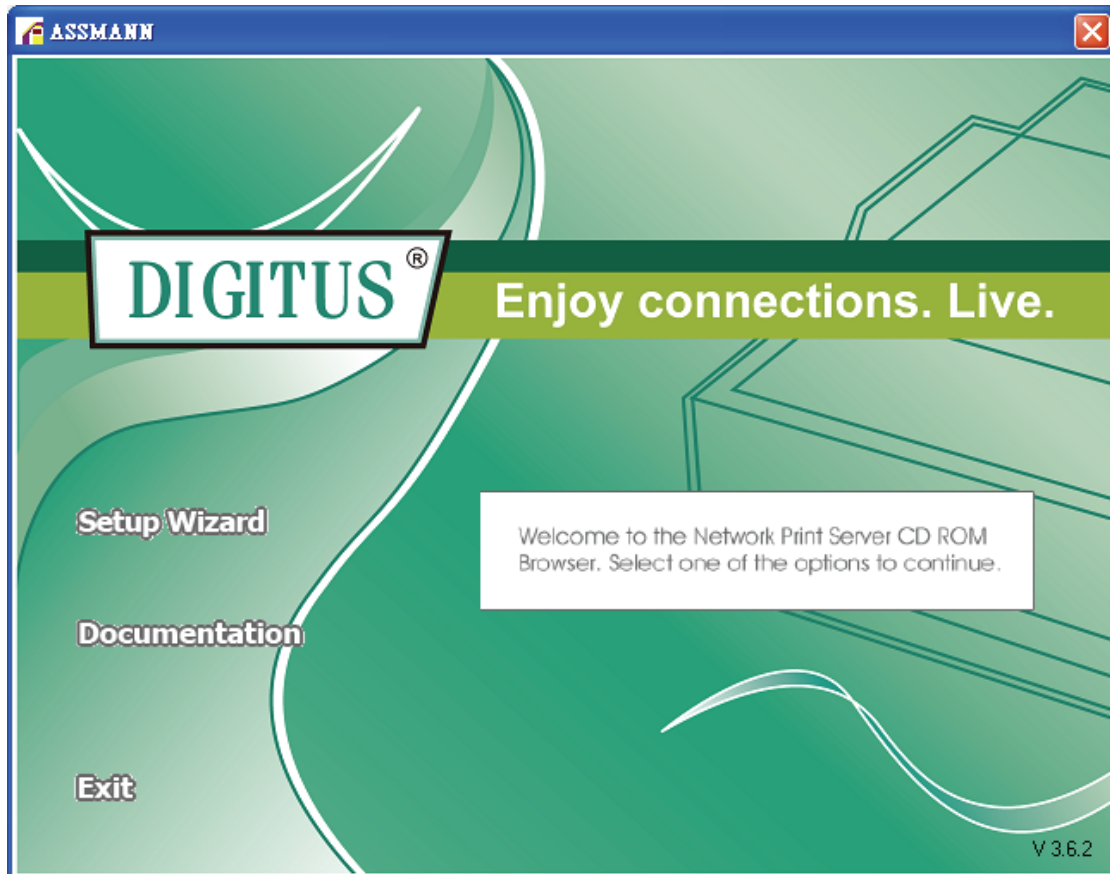 ASSMANN
DIGITUS®
Enjoy connections. Live.
Setup Wizard
Welcome to the Network Print Server CD ROM
Browser. Select one of the options to continue.
Documentation
Exit
V 3.6.2